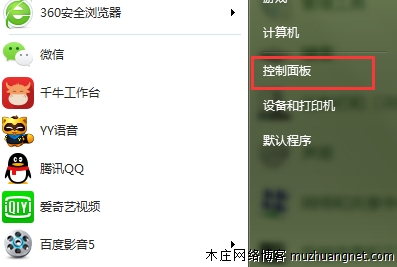 360安全浏览器
微信
千牛工作台
YY语音
腾讯QQ
爱奇艺视频
QIYI
百度影音5
游戏
计算机
控制面板
设备和打印机
默认程序
本庄网络博客@muzhuangnet.com